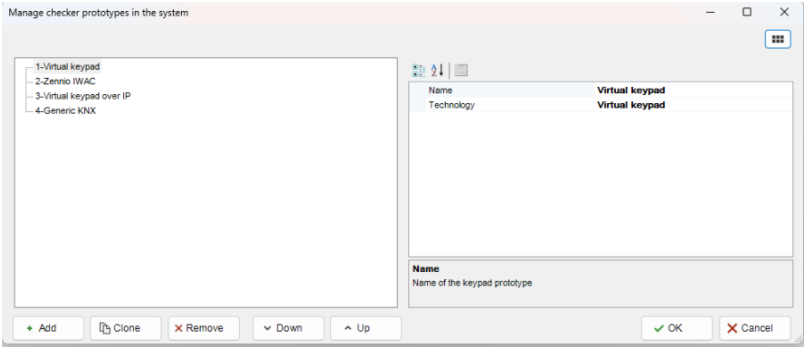 Manage checker prototypes in the system
1-Virtual keypad
2-Zennio IWAC
3-Virtual keypad over IP
4-Generic KNX
Name Virtual keypad
Technology Virtual keypad
Name
Name of the keypad prototype
Add Clone Remove Down Up OK Cancel